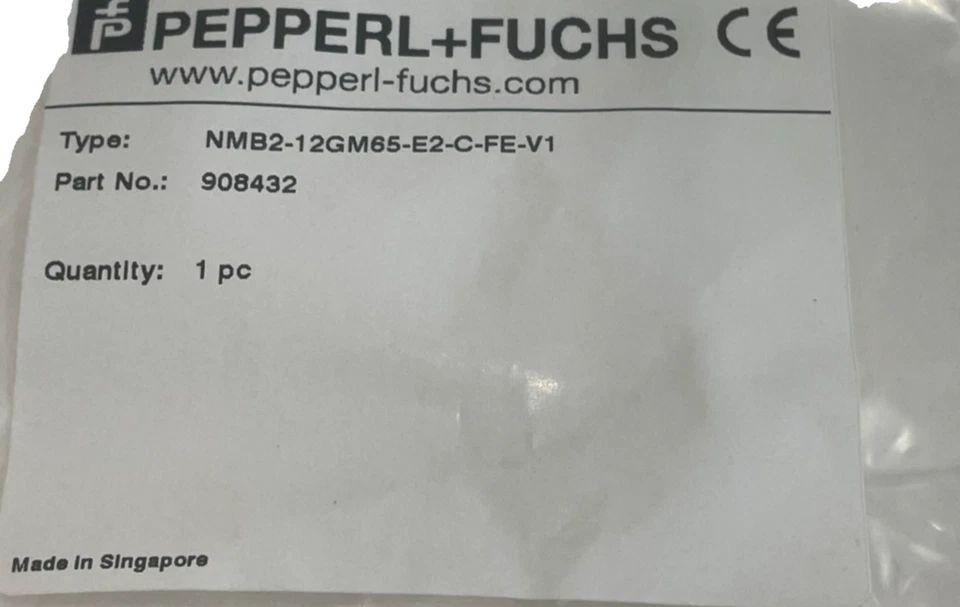 PEPPERL+FUCHS CE
www.pepperl-fuchs.com
Type: NMB2-12GM65-E2-C-FE-V1
Part No.: 908432
Quantity: 1 pc
Made in Singapore